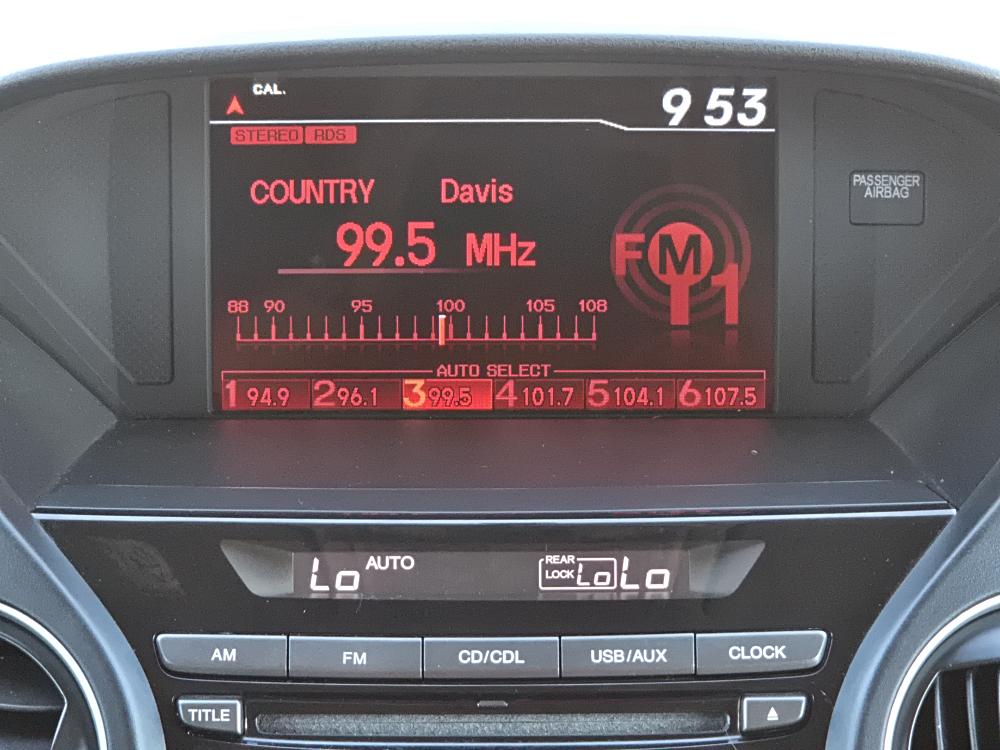 CAL.
9 53
STEREO RDS
COUNTRY Davis
99.5 MHz
FM1
88 90 95 100 105 108
AUTO SELECT
1 94.9 2 96.1 3 99.5 4 101.7 5 104.1 6 107.5
PASSENGER
AIRBAG
Lo AUTO
REAR
LOCK Lo Lo
AM FM CD/CDL USB/AUX CLOCK
TITLE